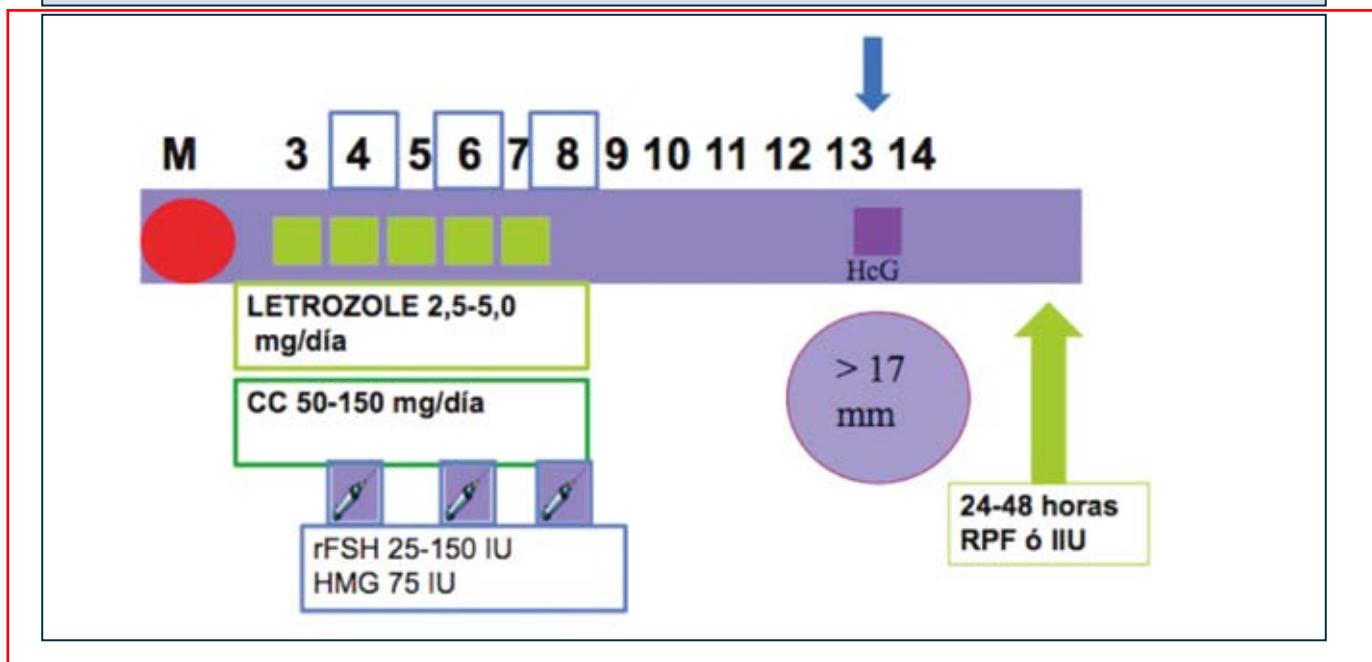 M 3 4 5 6 7 8 9 10 11 12 13 14
HcG
LETROZOLE 2,5-5,0
mg/día
CC 50-150 mg/día
rFSH 25-150 IU
HMG 75 IU
> 17
mm
24-48 horas
RPF ó IIU